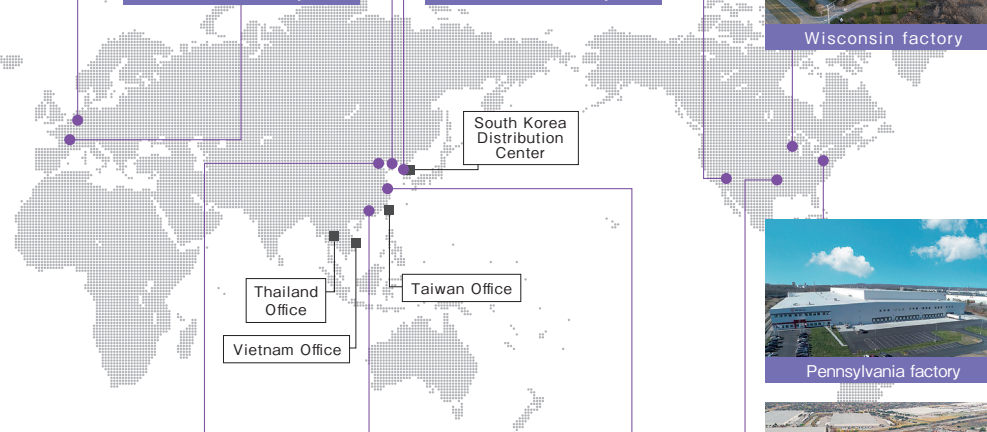 Wisconsin factory
South Korea
Distribution
Center
Thailand
Office
Taiwan Office
Vietnam Office
Pennsylvania factory